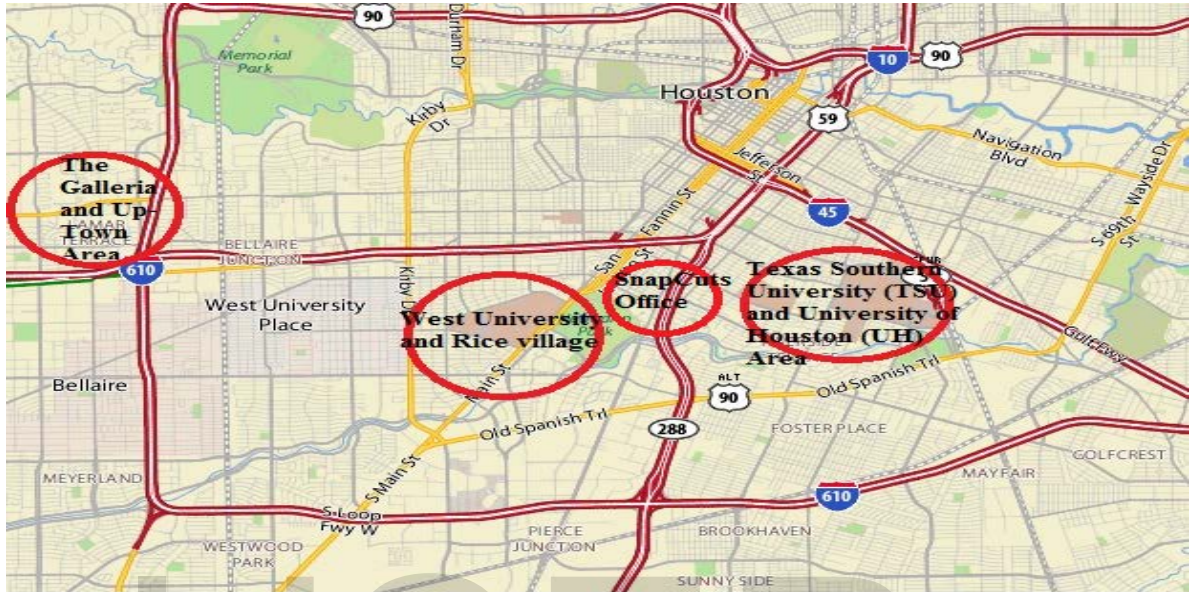 90
Durham Dr
Memorial
Park
10
90
Houston
Kirby
Dr
59
Navigation
Blvd
Wayside Dr
Jefferson
St
The
Galleria
and Up-
Town
Area
LAMAR
TERRACE
Fannin St
45
S 69th
St
BELLAIRE
JUNCTION
610
San
SnapCuts
Office
Texas Southern
University (TSU)
and University of
Houston (UH)
Area
Kirby D
West University
Place
West University
and Rice village
Gulf Fwy
Bellaire
Main St
ALT
90
Old Spanish Trl
Old Spanish Trl
288
FOSTER PLACE
GOLFCREST
MEYERLAND
S Main St
MAYFAIR
610
S Loop
Fwy W
PIERCE
JUNCTION
BROOKHAVEN
WESTWOOD
PARK
SUNNY SIDE